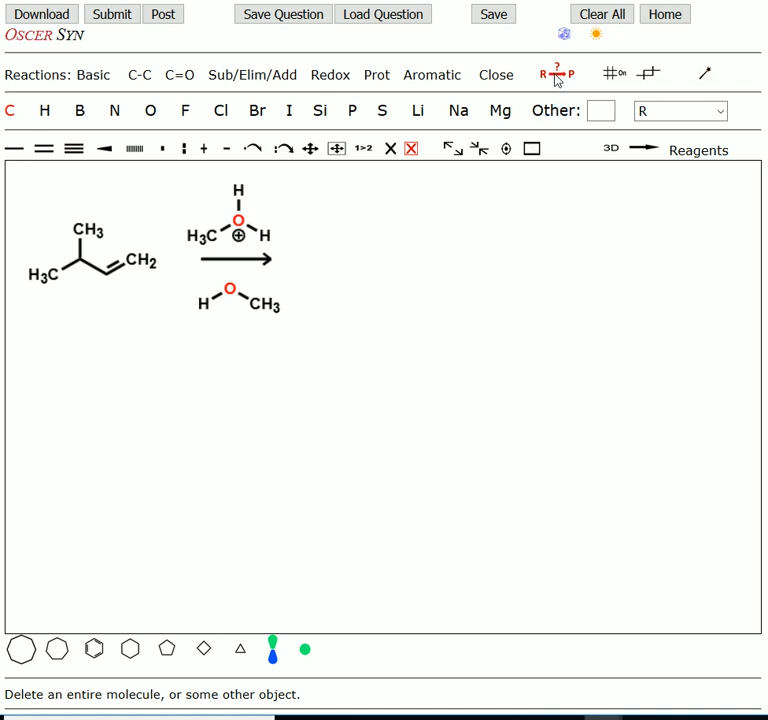 Download Submit Post Save Question Load Question Save Clear All Home
OSCER SYN
Reactions: Basic C-C C=O Sub/Elim/Add Redox Prot Aromatic Close R ? P On
C H B N O F Cl Br I Si P S Li Na Mg Other: R
1>2 3D Reagents
H
CH3 O
H3C H
H3C CH2
H O CH3
Delete an entire molecule, or some other object.